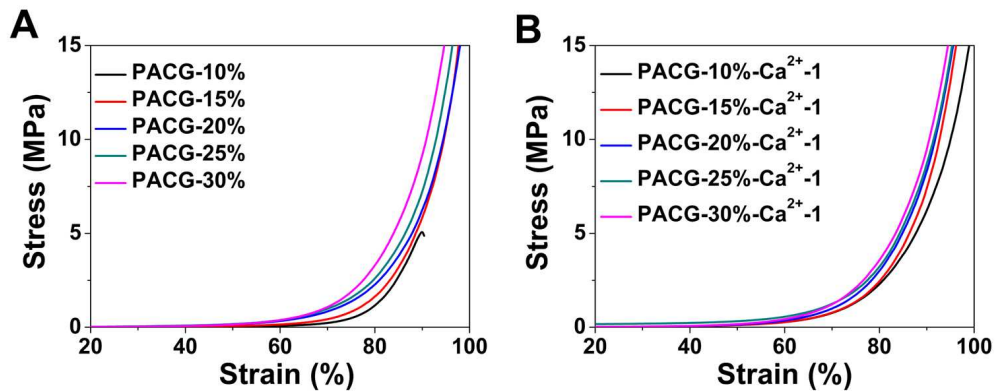 A
Stress (MPa)
15
10
5
0
PACG-10%
PACG-15%
PACG-20%
PACG-25%
PACG-30%
20
40
60
80
100
Strain (%)
B
Stress (MPa)
15
10
5
0
PACG-10%-Ca²⁺-1
PACG-15%-Ca²⁺-1
PACG-20%-Ca²⁺-1
PACG-25%-Ca²⁺-1
PACG-30%-Ca²⁺-1
20
40
60
80
100
Strain (%)